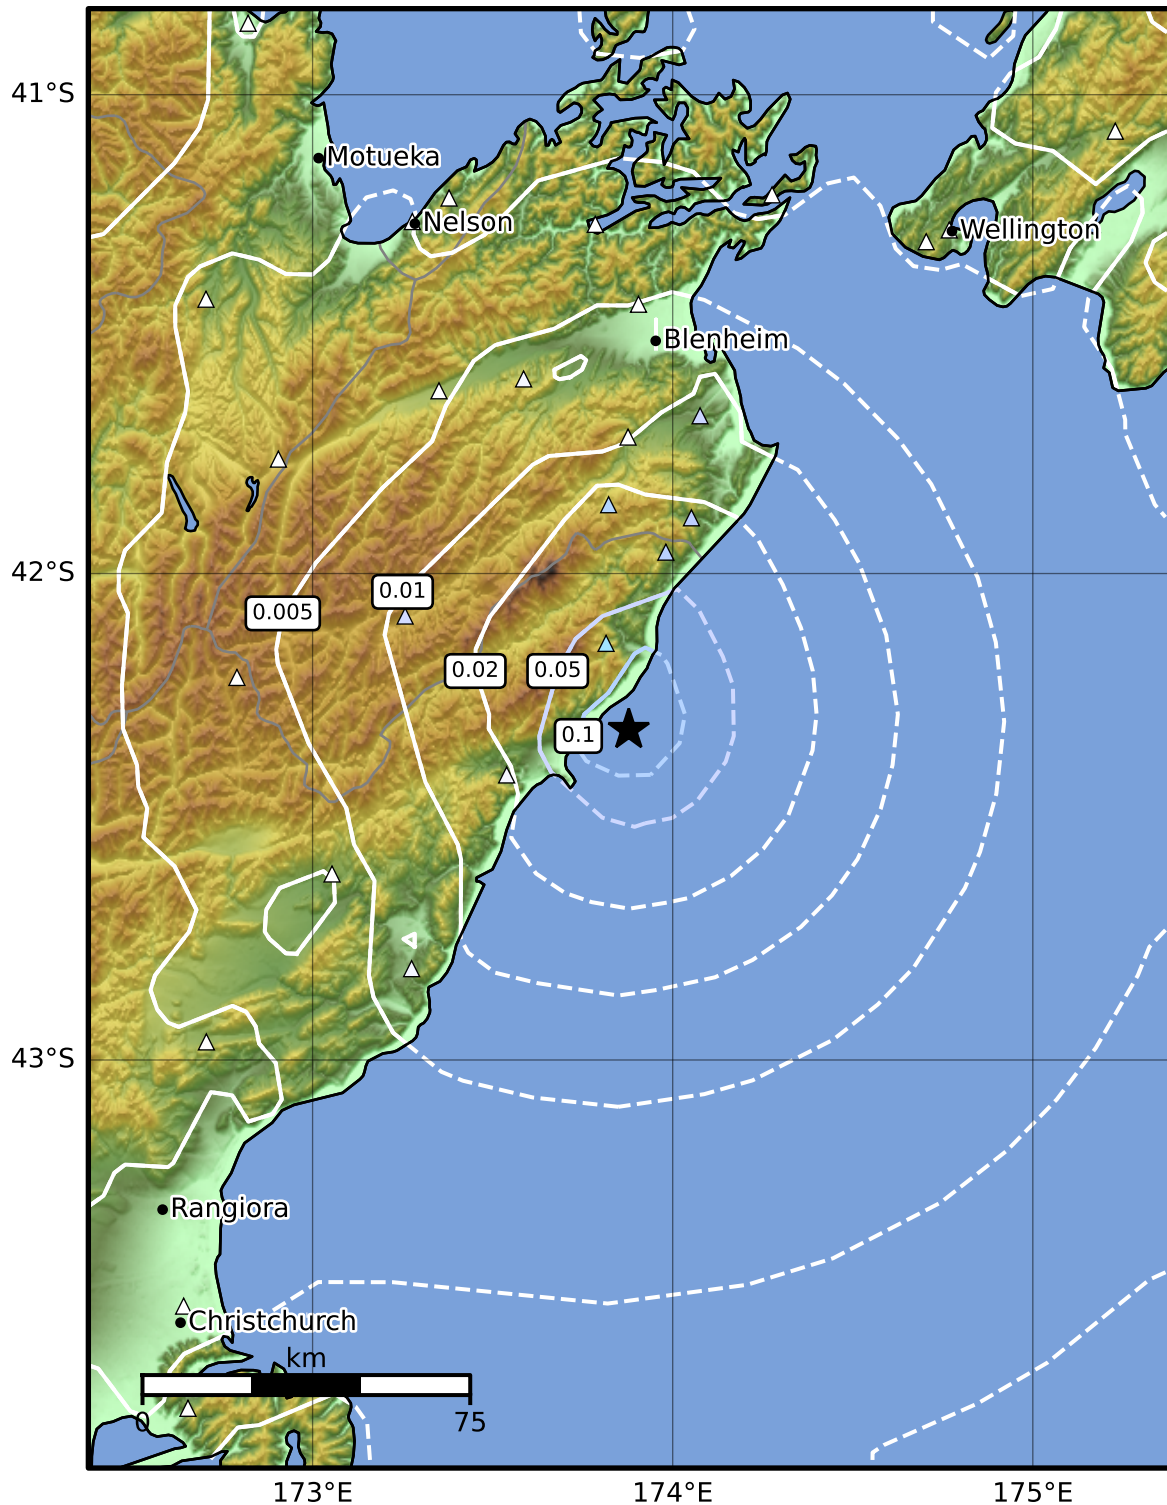 41°S
Motueka
Nelson
Wellington
Blenheim
42°S
0.01
0.005
0.02
0.05
0.1
43°S
Rangiora
Christchurch
km
0
75
173°E
174°E
175°E